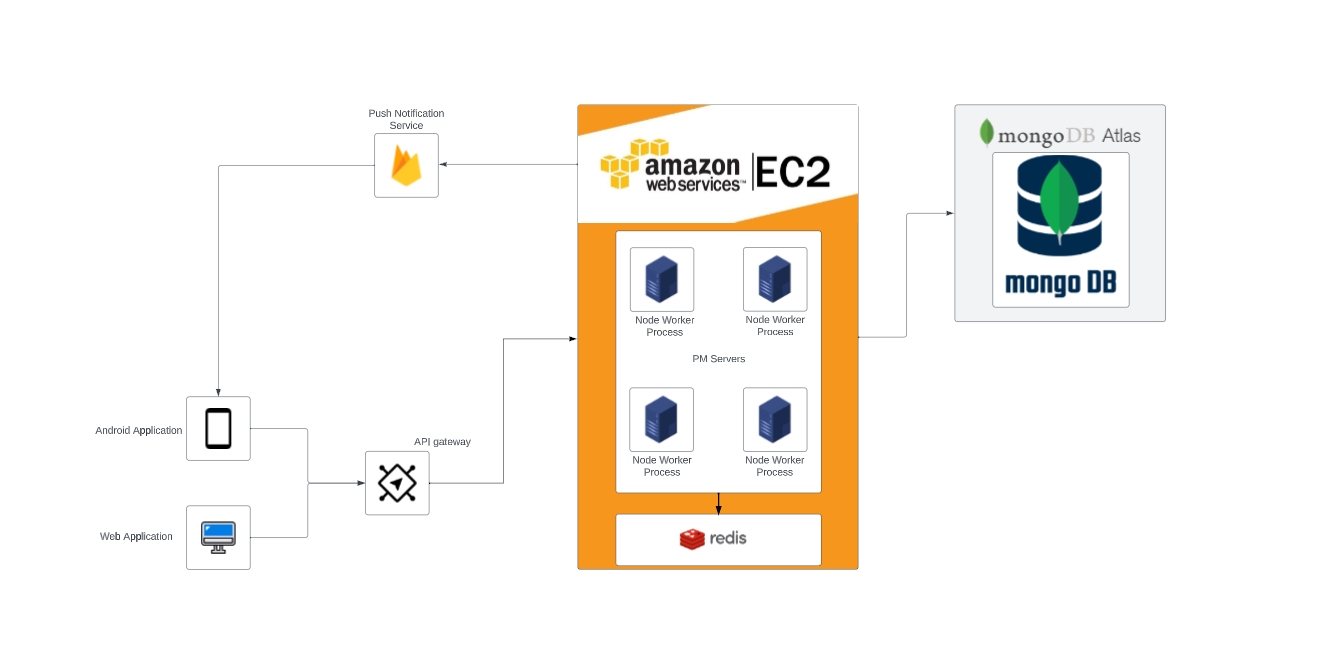 Push Notification
Service
amazon
web services™
EC2
mongoDB Atlas
mongo DB
Node Worker
Process
Node Worker
Process
PM Servers
Node Worker
Process
Node Worker
Process
redis
Android Application
API gateway
Web Application